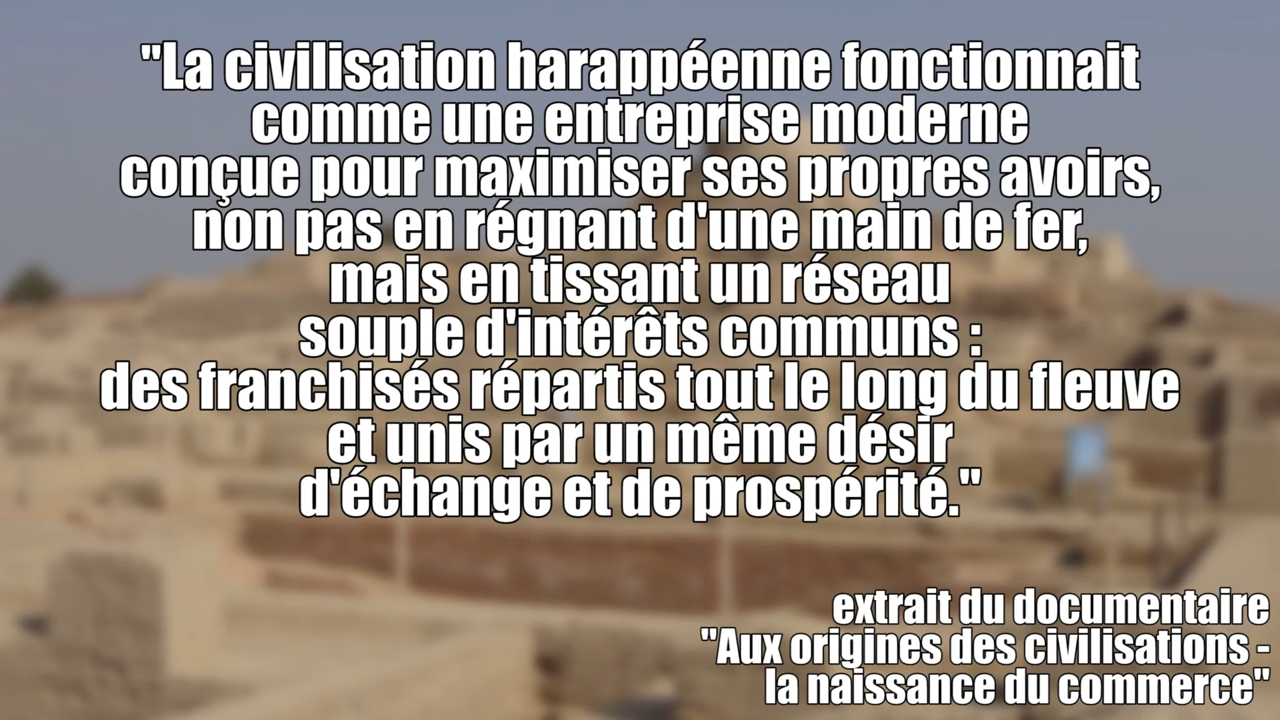 "La civilisation harappéenne fonctionnait
comme une entreprise moderne
conçue pour maximiser ses propres avoirs,
non pas en régnant d'une main de fer,
mais en tissant un réseau
souple d'intérêts communs :
des franchisés répartis tout le long du fleuve
et unis par un même désir
d'échange et de prospérité."
extrait du documentaire
"Aux origines des civilisations -
la naissance du commerce"